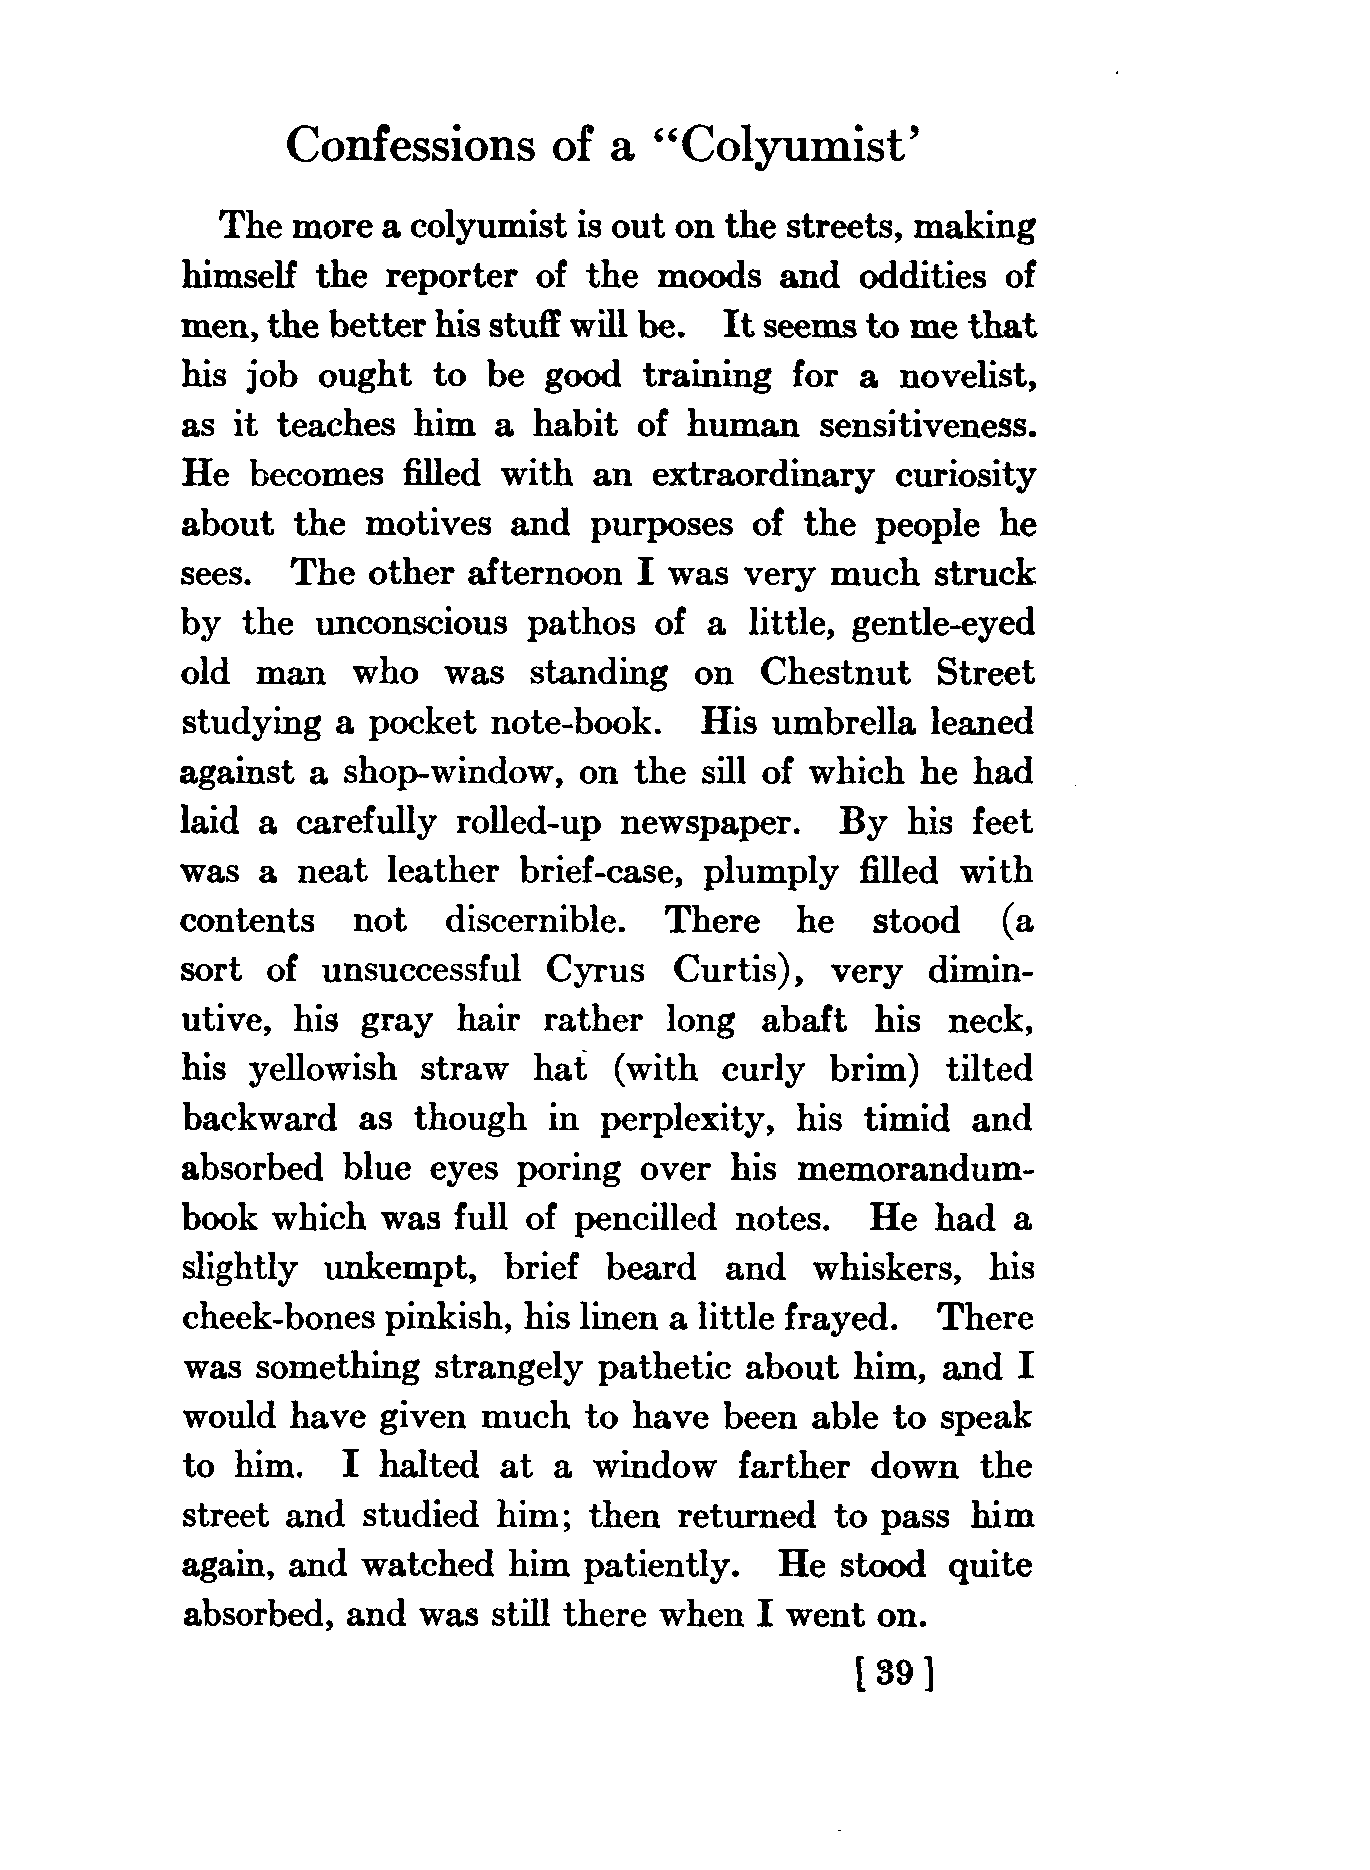 Confessions of a “Colyumist’
The more a colyumist is out on the streets, making
himself the reporter of the moods and oddities of
men, the better his stuff will be. It seems to me that
his job ought to be good training for a novelist,
as it teaches him a habit of human sensitiveness.
He becomes filled with an extraordinary curiosity
about the motives and purposes of the people he
sees. The other afternoon I was very much struck
by the unconscious pathos of a little, gentle-eyed
old man who was standing on Chestnut Street
studying a pocket note-book. His umbrella leaned
against a shop-window, on the sill of which he had
laid a carefully rolled-up newspaper. By his feet
was a neat leather brief-case, plumply filled with
contents not discernible. There he stood (a
sort of unsuccessful Cyrus Curtis), very dimin-
utive, his gray hair rather long abaft his neck,
his yellowish straw hat (with curly brim) tilted
backward as though in perplexity, his timid and
absorbed blue eyes poring over his memorandum-
book which was full of pencilled notes. He had a
slightly unkempt, brief beard and whiskers, his
cheek-bones pinkish, his linen a little frayed. There
was something strangely pathetic about him, and I
would have given much to have been able to speak
to him. I halted at a window farther down the
street and studied him; then returned to pass him
again, and watched him patiently. He stood quite
absorbed, and was still there when I went on.
[ 39 ]